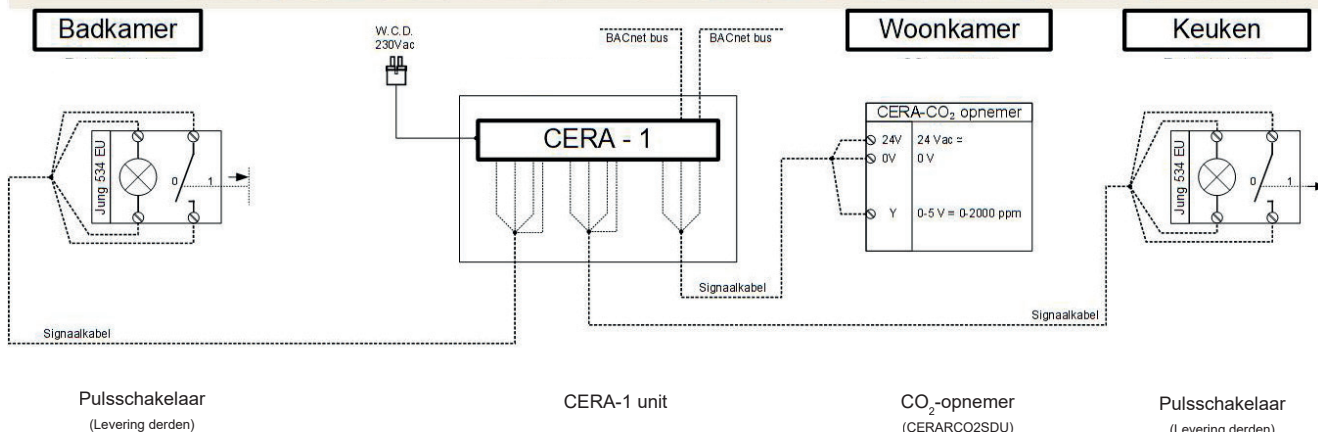 Badkamer
W.C.D.
230Vac
BACnet bus
BACnet bus
Woonkamer
Keuken
Jung 534 EU
0
1
CERA - 1
CERA-CO₂ opnemer
24V 24 Vac ≃
0V 0 V
Y 0-5 V = 0-2000 ppm
Jung 534 EU
0
1
Signaalkabel
Signaalkabel
Signaalkabel
Pulsschakelaar
(Levering derden)
CERA-1 unit
CO₂-opnemer
(CERARCO2SDU)
Pulsschakelaar
(Levering derden)